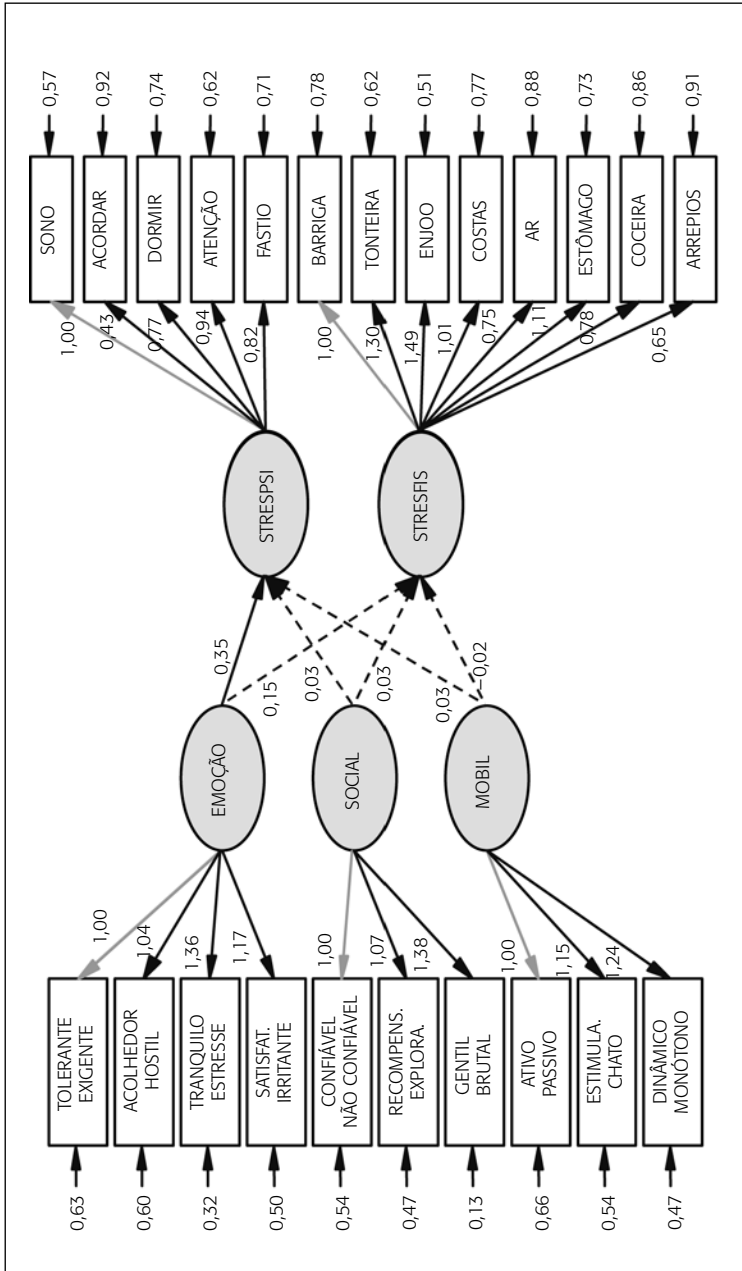 0,63
TOLERANTE
EXIGENTE
0,60
ACOLHEDOR
HOSTIL
0,32
TRANQUILO
ESTRESSE
0,50
SATISFAT.
IRRITANTE
0,54
CONFIÁVEL
NÃO CONFIÁVEL
0,47
RECOMPENS.
EXPLORA.
0,13
GENTIL
BRUTAL
0,66
ATIVO
PASSIVO
0,54
ESTIMULA.
CHATO
0,47
DINÂMICO
MONÓTONO
1,00
1,04
1,36
1,17
1,00
1,07
1,38
1,00
1,15
1,24
EMOÇÃO
SOCIAL
MOBIL
0,35
0,15
0,03
0,03
0,03
–0,02
STRESPSI
STRESFIS
1,00
0,43
0,77
0,94
0,82
1,00
1,30
1,49
1,01
0,75
1,11
0,78
0,65
SONO
0,57
ACORDAR
0,92
DORMIR
0,74
ATENÇÃO
0,62
FASTIO
0,71
BARRIGA
0,78
TONTEIRA
0,62
ENJOO
0,51
COSTAS
0,77
AR
0,88
ESTÔMAGO
0,73
COCEIRA
0,86
ARREPIOS
0,91